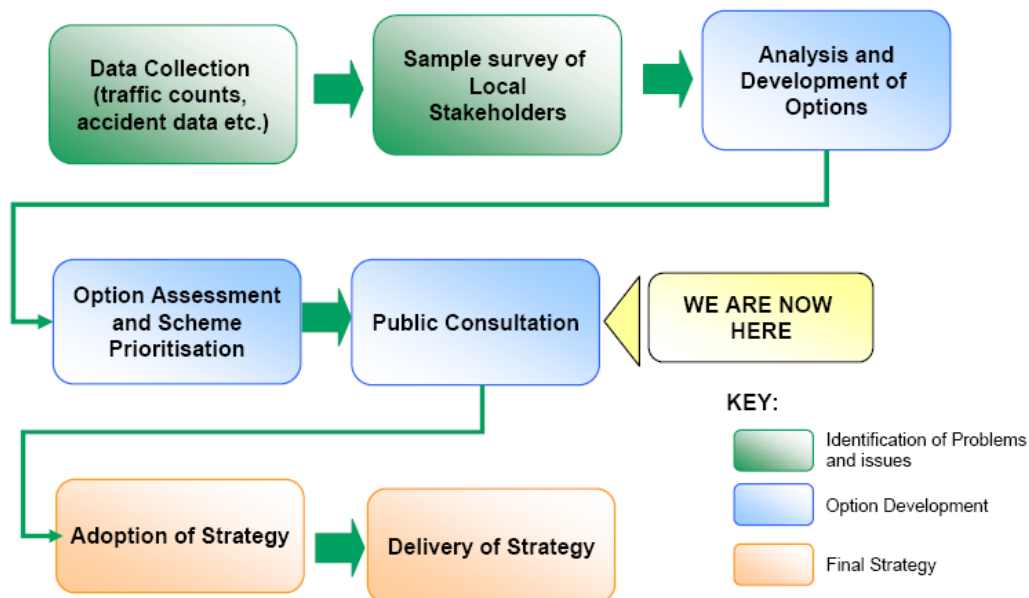 Data Collection
(traffic counts,
accident data etc.)
Sample survey of
Local
Stakeholders
Analysis and
Development of
Options
Option Assessment
and Scheme
Prioritisation
Public Consultation
WE ARE NOW
HERE
Adoption of Strategy
Delivery of Strategy
KEY:
Identification of Problems
and issues
Option Development
Final Strategy